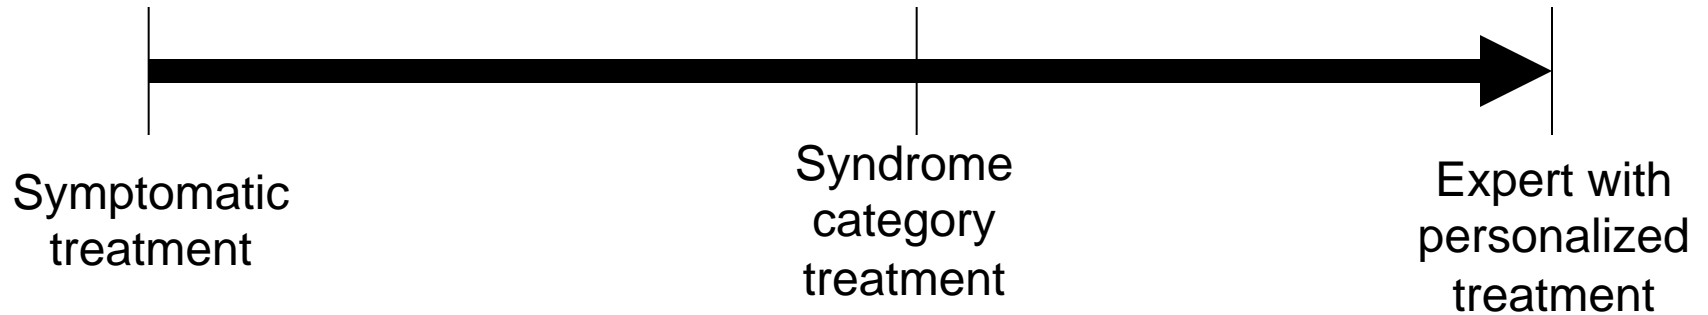 Symptomatic
treatment
Syndrome
category
treatment
Expert with
personalized
treatment